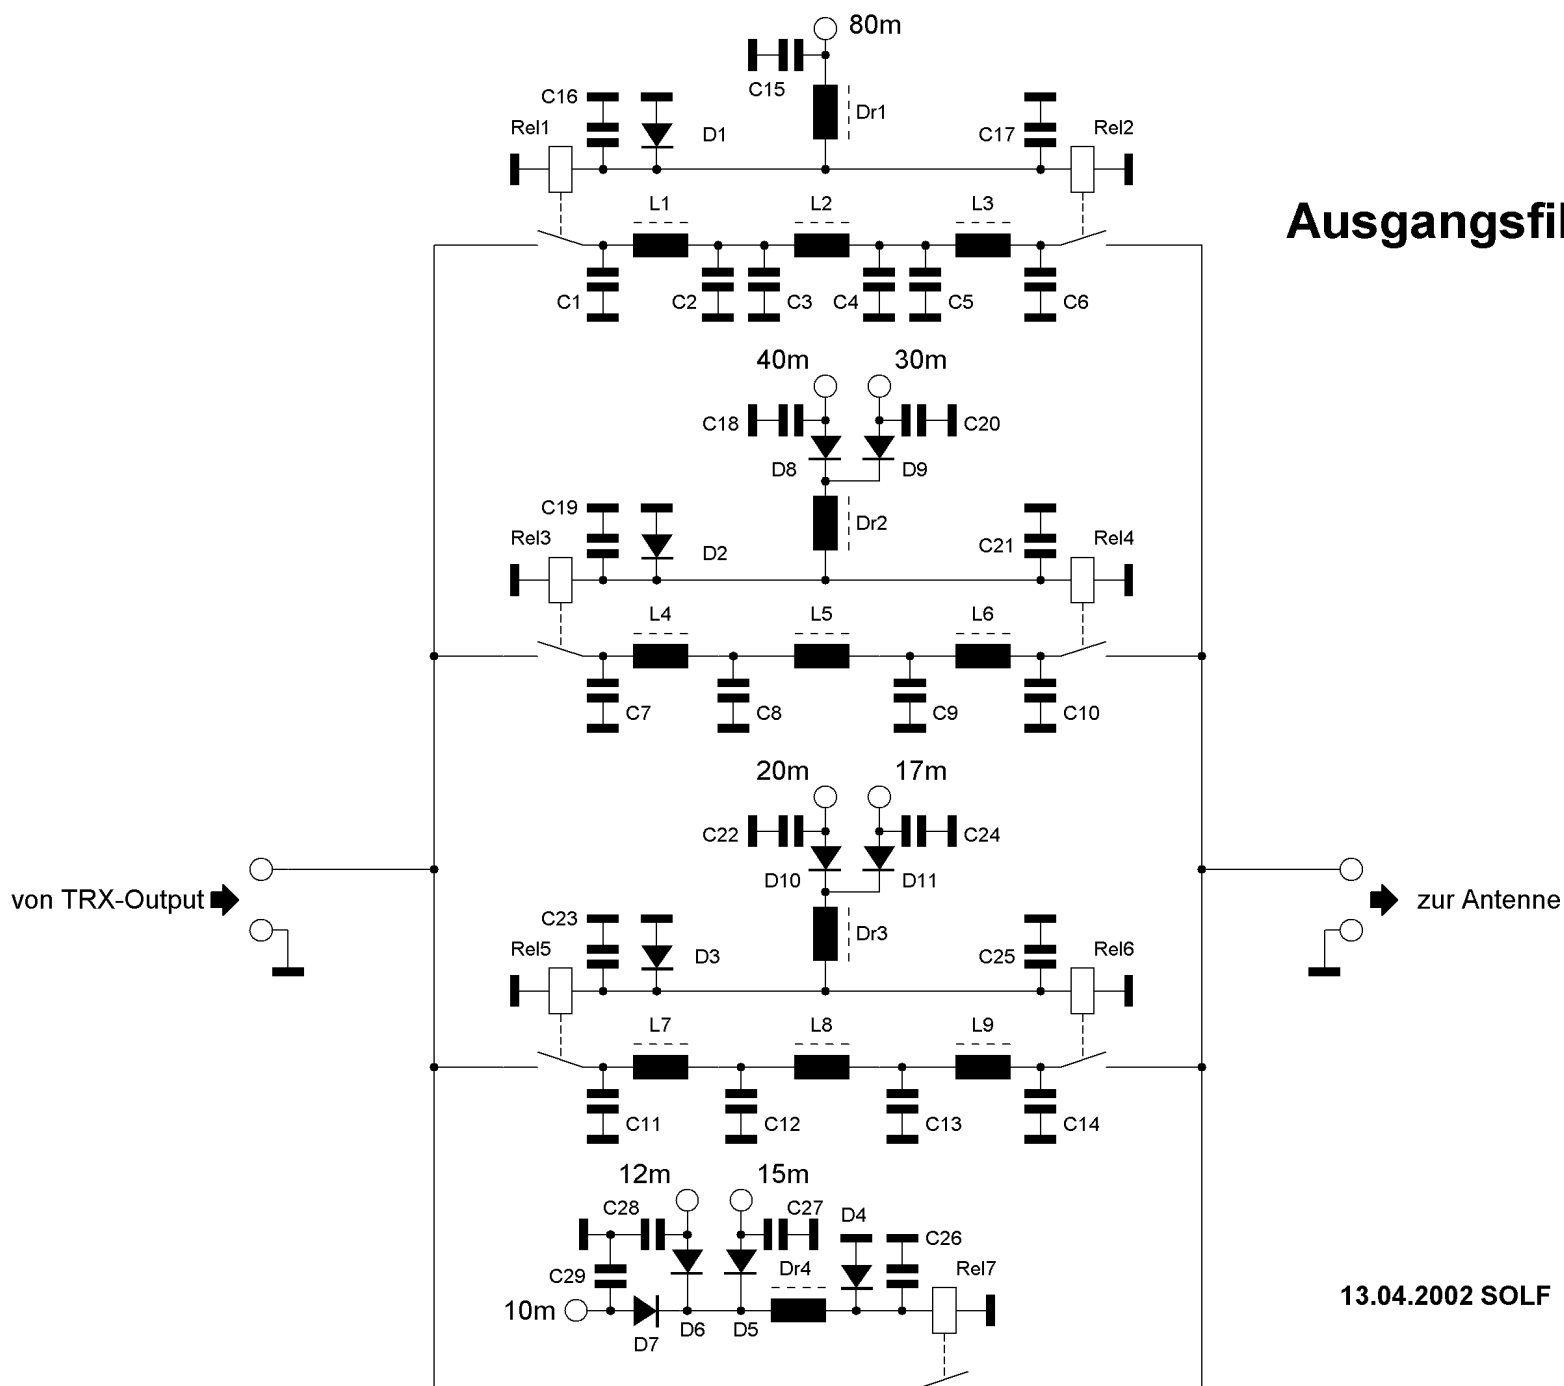 80m
C15
Dr1
C16
D1
C17
Rel1
Rel2
L1
L2
L3
Ausgangsfil
C1
C2
C3
C4
C5
C6
40m
30m
C18
C20
D8
D9
C19
Dr2
Rel3
D2
C21
Rel4
L4
L5
L6
C7
C8
C9
C10
20m
17m
C22
C24
D10
D11
von TRX-Output
zur Antenne
C23
Dr3
Rel5
D3
C25
Rel6
L7
L8
L9
C11
C12
C13
C14
12m
15m
C28
C27
D4
C26
C29
Dr4
Rel7
10m
D7
D6
D5
13.04.2002 SOLF